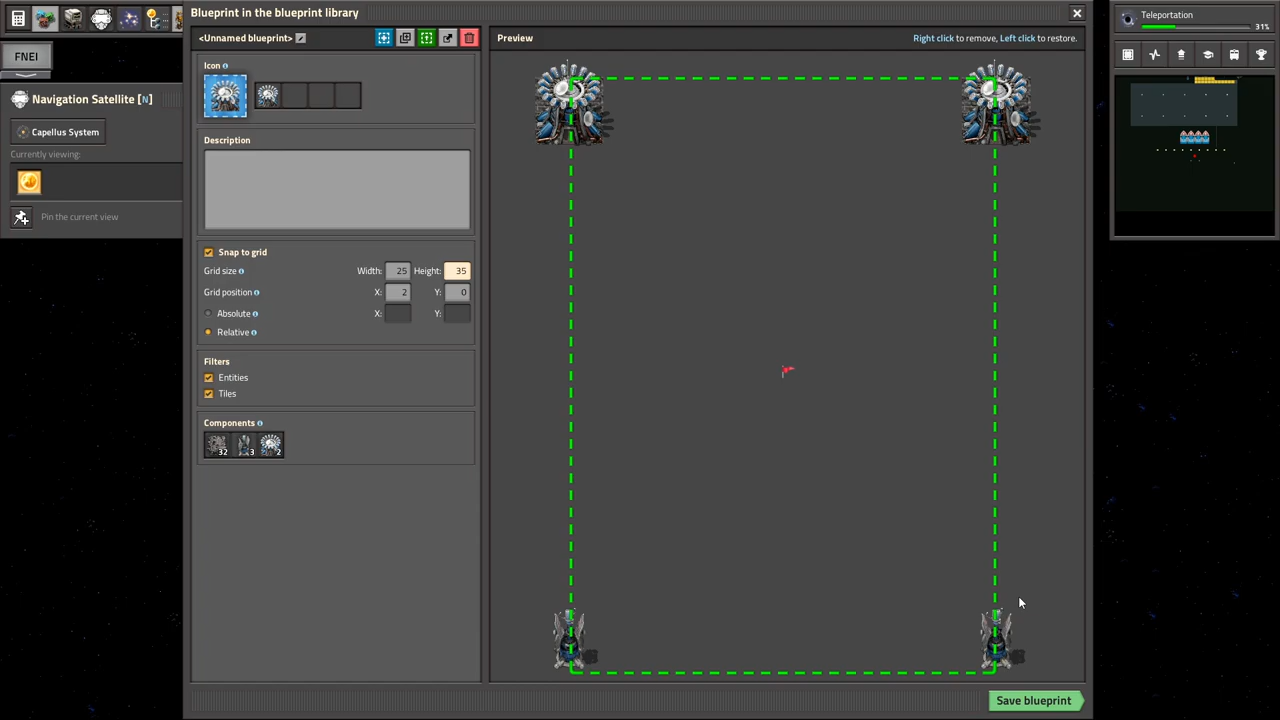 Blueprint in the blueprint library
Teleportation
31%
<Unnamed blueprint>
Preview
Right click to remove, Left click to restore.
FNEI
Icon
Navigation Satellite [N]
Capellus System
Description
Currently viewing:
Pin the current view
Snap to grid
Grid size Width: 25 Height: 35
Grid position X: 2 Y: 0
Absolute X: Y:
Relative
Filters
Entities
Tiles
Components
32 3 2
Save blueprint